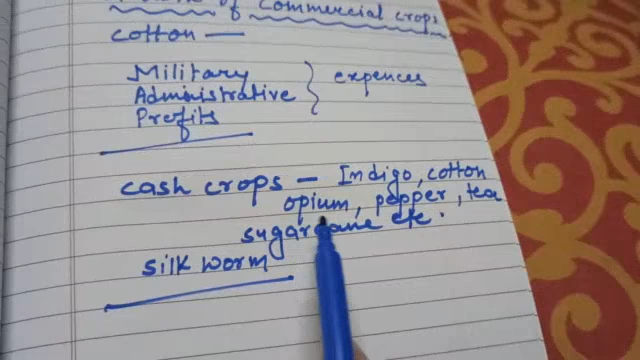 of Commercial crops
cotton —
Military
Administrative } expences
Profits
cash crops — Indigo, cotton
opium, pepper, tea
sugarcane etc.
silk worm